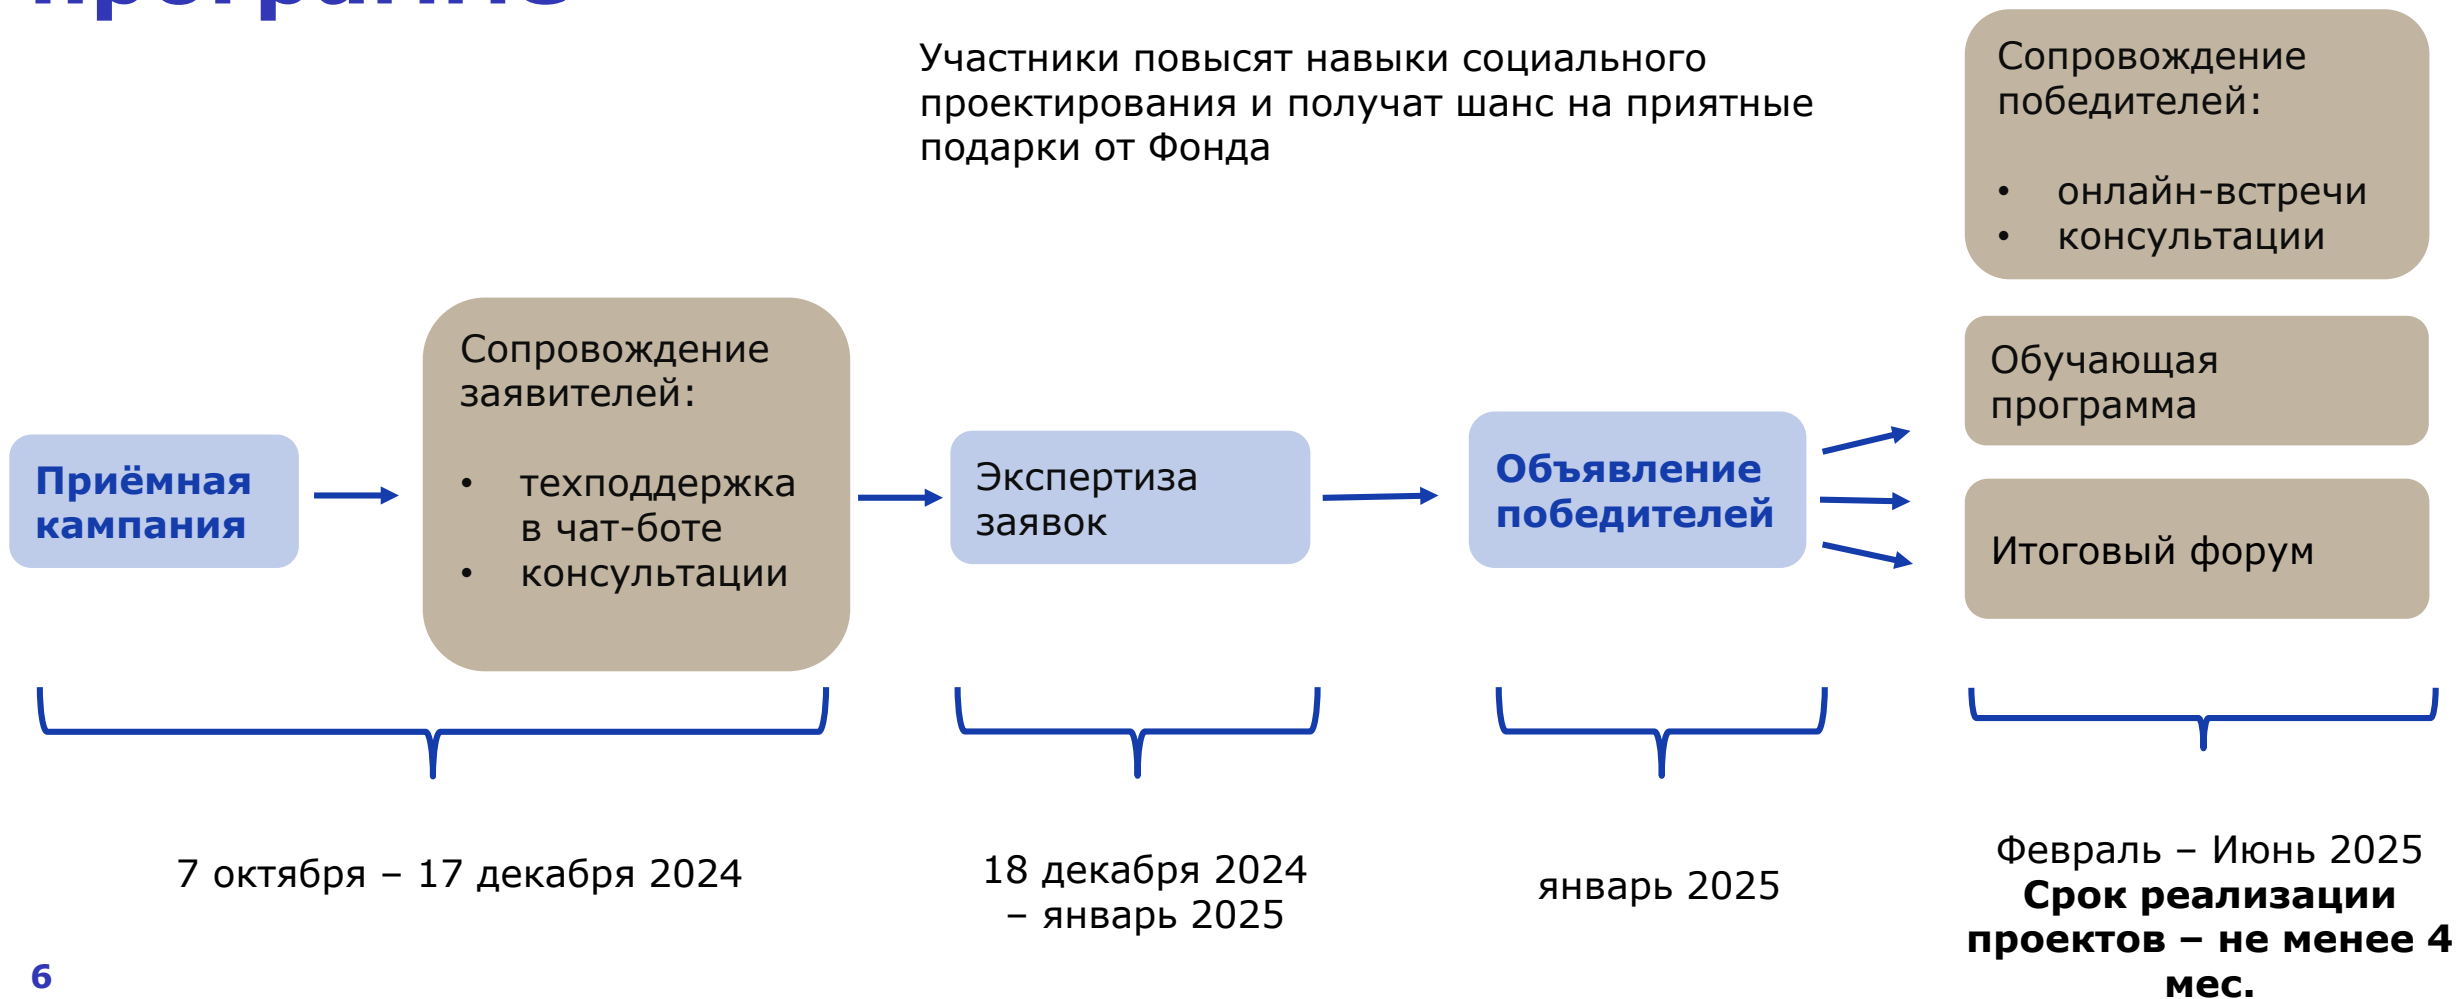 Участники повысят навыки социального
проектирования и получат шанс на приятные
подарки от Фонда
Приёмная
кампания
Сопровождение
заявителей:
• техподдержка
в чат-боте
• консультации
Экспертиза
заявок
Объявление
победителей
Сопровождение
победителей:
• онлайн-встречи
• консультации
Обучающая
программа
Итоговый форум
7 октября – 17 декабря 2024
18 декабря 2024
– январь 2025
январь 2025
Февраль – Июнь 2025
Срок реализации
проектов – не менее 4
мес.
6